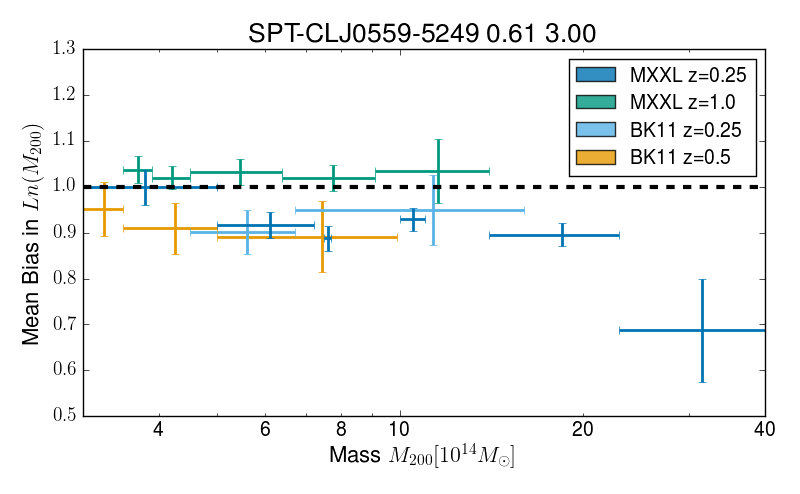 SPT-CLJ0559-5249 0.61 3.00
1.3
1.2
1.1
1.0
0.9
0.8
0.7
0.6
0.5
Mean Bias in Ln(M200)
MXXL z=0.25
MXXL z=1.0
BK11 z=0.25
BK11 z=0.5
4 6 8 10 20 40
Mass M200[10^14 M⊙]